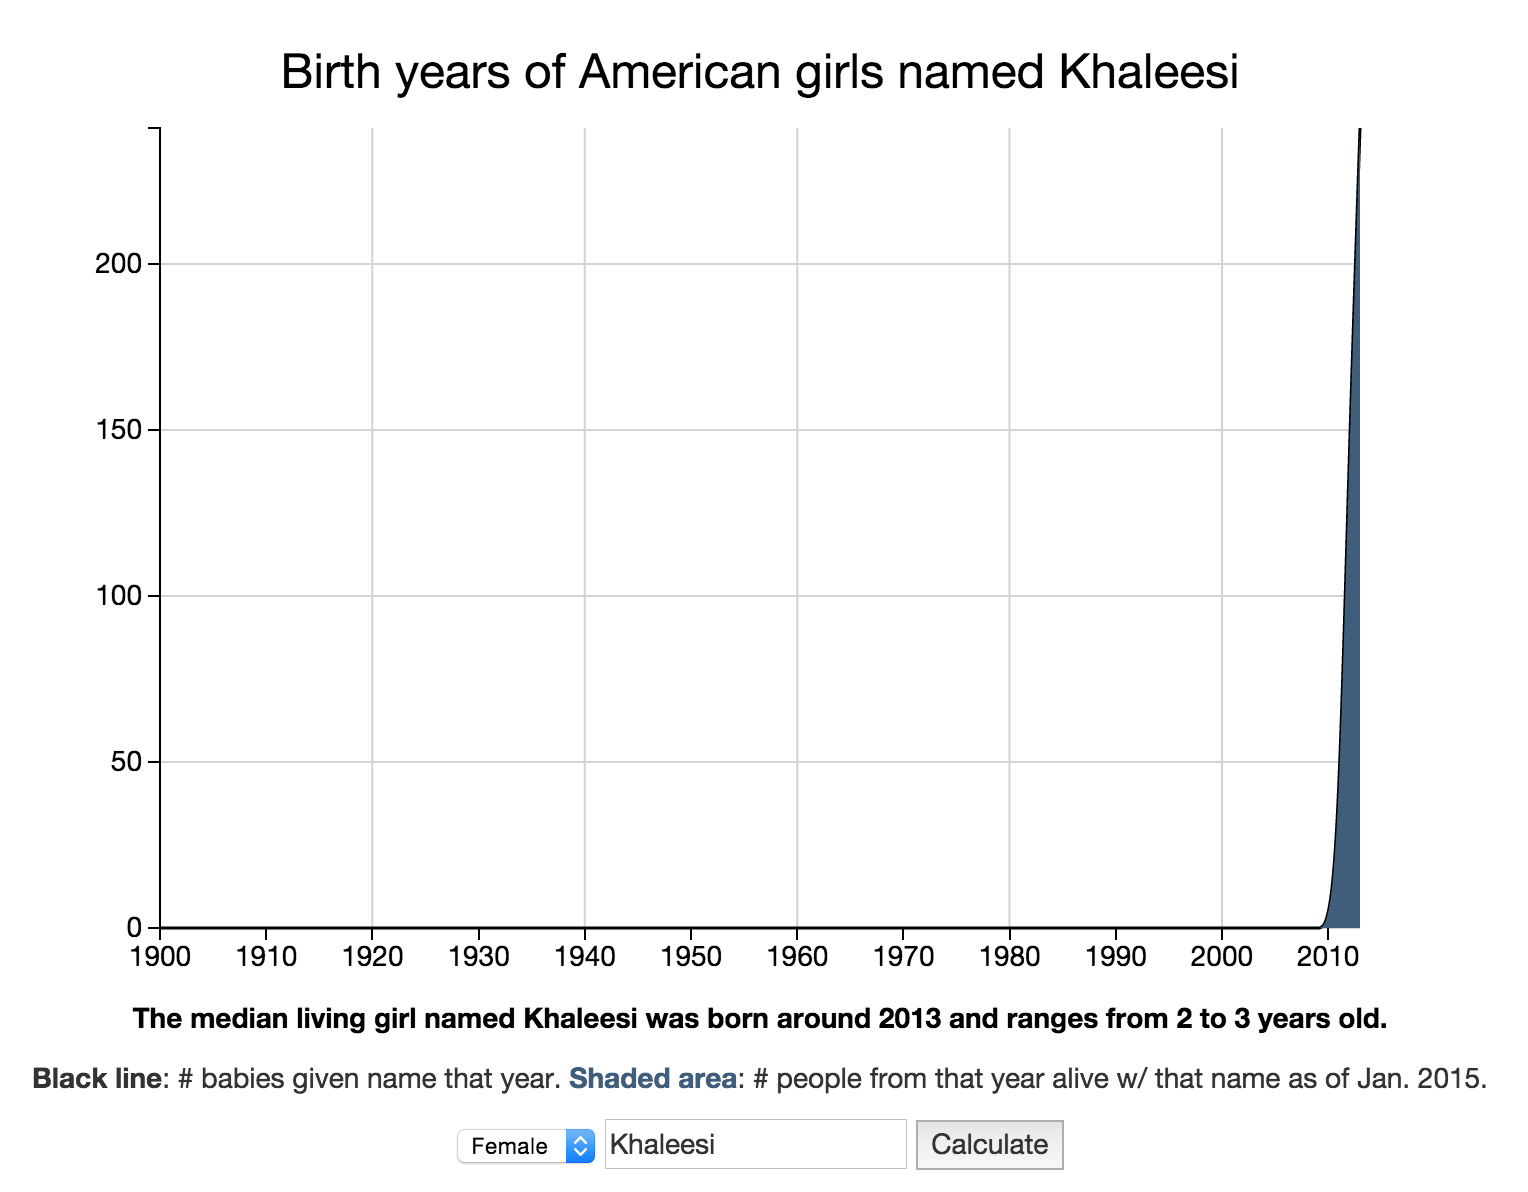 Birth years of American girls named Khaleesi
200
150
100
50
0
1900 1910 1920 1930 1940 1950 1960 1970 1980 1990 2000 2010
The median living girl named Khaleesi was born around 2013 and ranges from 2 to 3 years old.
Black line: # babies given name that year. Shaded area: # people from that year alive w/ that name as of Jan. 2015.
Female Khaleesi Calculate